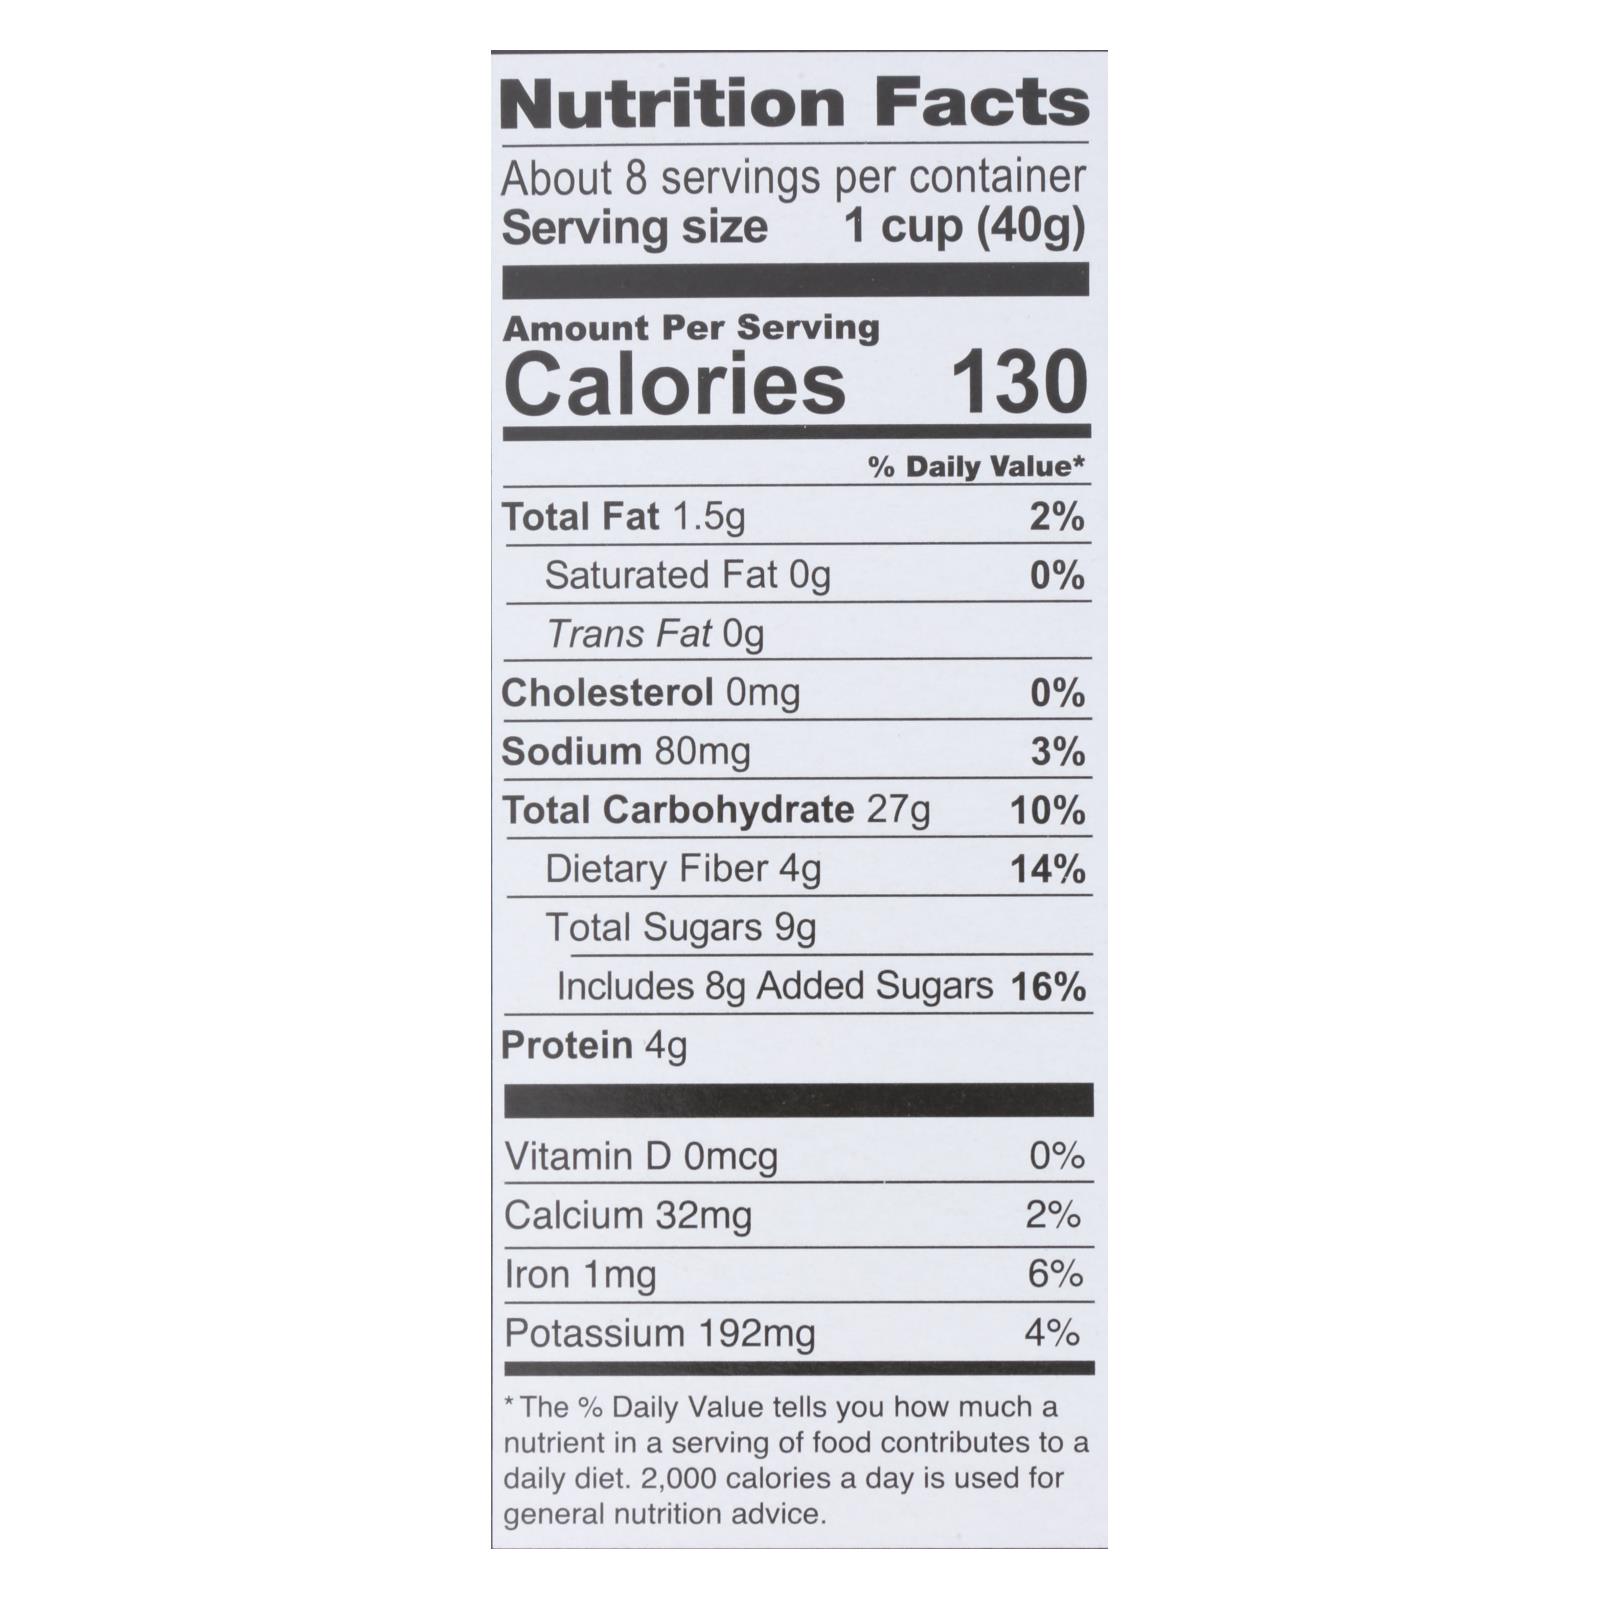 Nutrition Facts
About 8 servings per container
Serving size 1 cup (40g)
Amount Per Serving
Calories 130
% Daily Value*
Total Fat 1.5g 2%
Saturated Fat 0g 0%
Trans Fat 0g
Cholesterol 0mg 0%
Sodium 80mg 3%
Total Carbohydrate 27g 10%
Dietary Fiber 4g 14%
Total Sugars 9g
Includes 8g Added Sugars 16%
Protein 4g
Vitamin D 0mcg 0%
Calcium 32mg 2%
Iron 1mg 6%
Potassium 192mg 4%
* The % Daily Value tells you how much a
nutrient in a serving of food contributes to a
daily diet. 2,000 calories a day is used for
general nutrition advice.